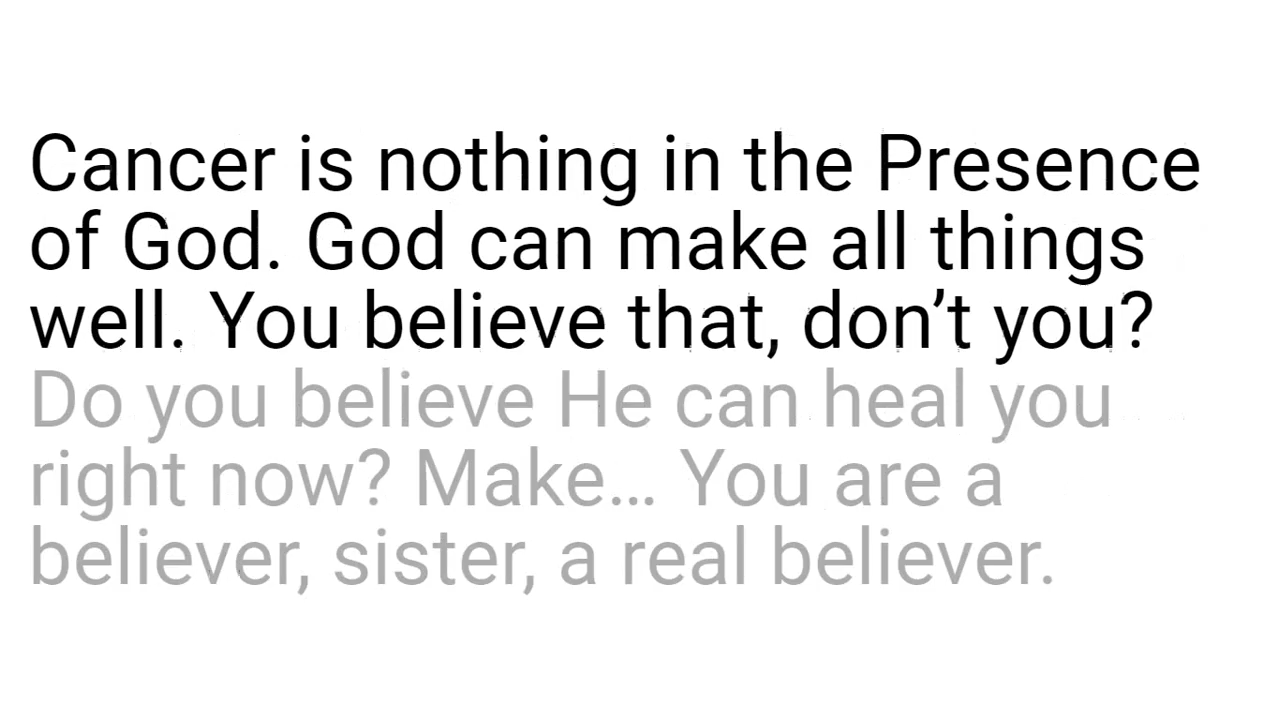 Cancer is nothing in the Presence
of God. God can make all things
well. You believe that, don’t you?
Do you believe He can heal you
right now? Make… You are a
believer, sister, a real believer.